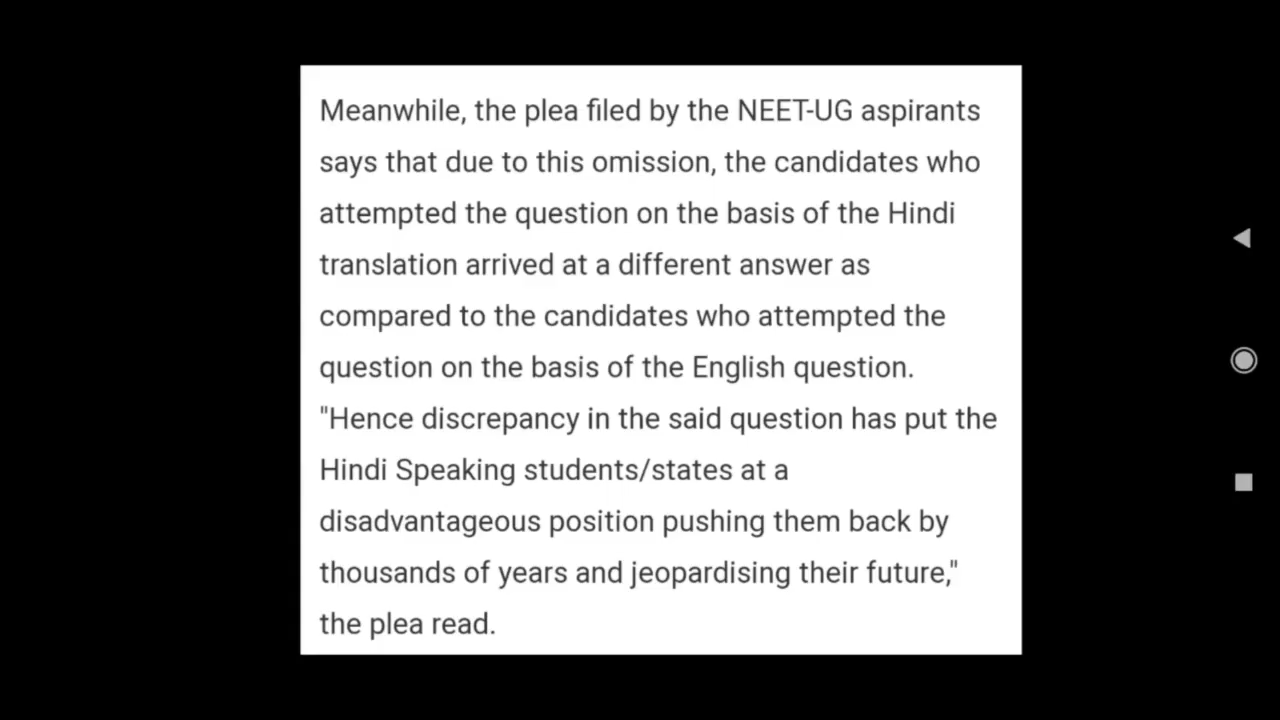 Meanwhile, the plea filed by the NEET-UG aspirants
says that due to this omission, the candidates who
attempted the question on the basis of the Hindi
translation arrived at a different answer as
compared to the candidates who attempted the
question on the basis of the English question.
"Hence discrepancy in the said question has put the
Hindi Speaking students/states at a
disadvantageous position pushing them back by
thousands of years and jeopardising their future,"
the plea read.